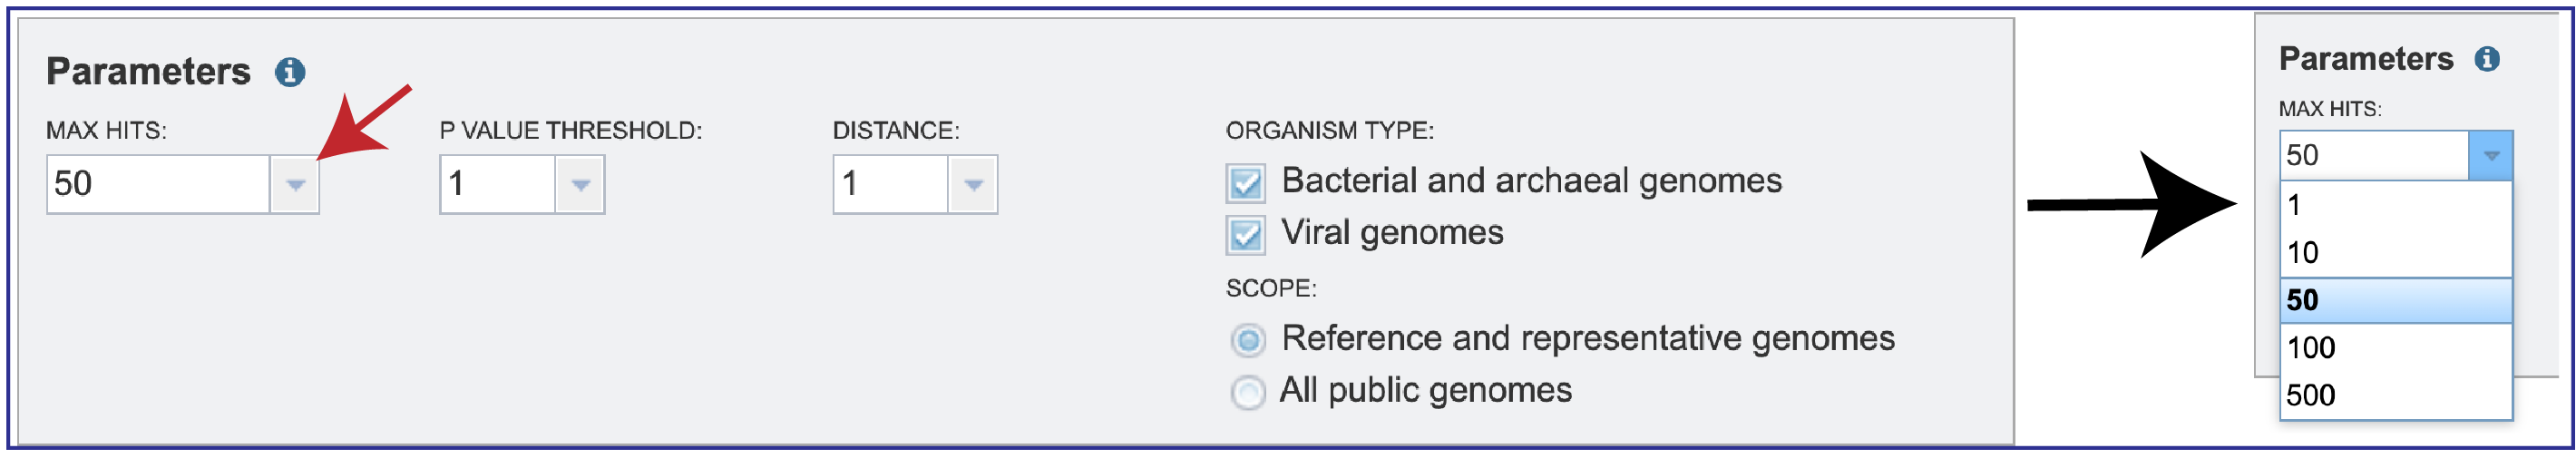 Parameters
MAX HITS:
50
P VALUE THRESHOLD:
1
DISTANCE:
1
ORGANISM TYPE:
Bacterial and archaeal genomes
Viral genomes
SCOPE:
Reference and representative genomes
All public genomes
Parameters
MAX HITS:
50
1
10
50
100
500